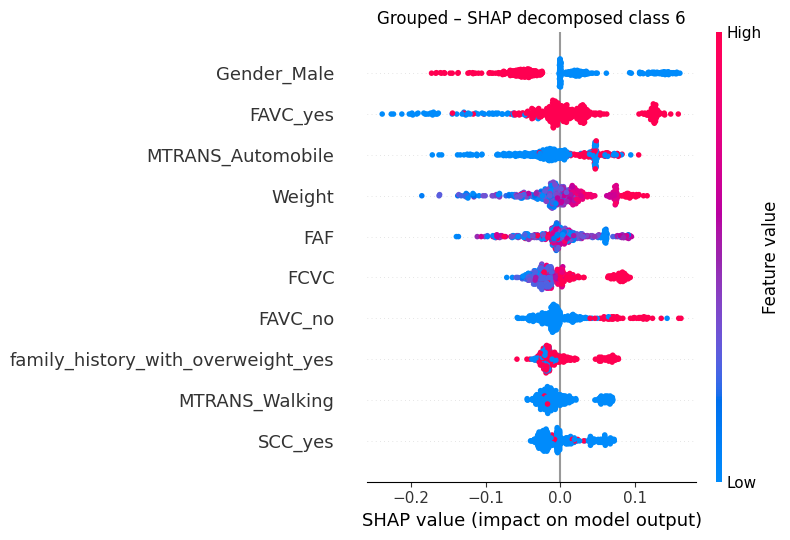 Grouped – SHAP decomposed class 6
High
Gender_Male
FAVC_yes
MTRANS_Automobile
Weight
FAF
FCVC
FAVC_no
family_history_with_overweight_yes
MTRANS_Walking
SCC_yes
Feature value
Low
−0.2 −0.1 0.0 0.1
SHAP value (impact on model output)